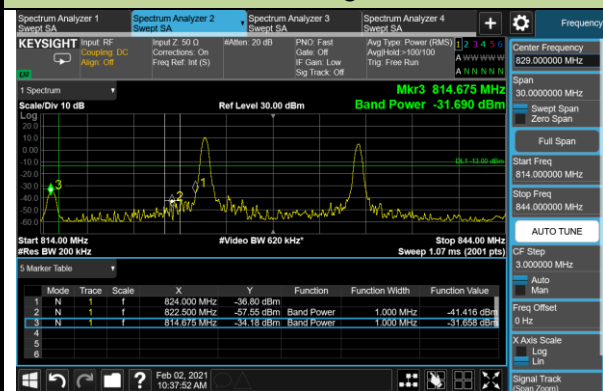 Spectrum Analyzer 1
Swept SA
Spectrum Analyzer 2
Swept SA
Spectrum Analyzer 3
Swept SA
Spectrum Analyzer 4
Swept SA
+
Frequency
KEYSIGHT
Input: RF
Coupling: DC
Align: Off
Input Z: 50 Ω
Corrections: On
Freq Ref: Int (S)
#Atten: 20 dB
PNO: Fast
Gate: Off
IF Gain: Low
Sig Track: Off
Avg Type: Power (RMS)
Avg|Hold:>100/100
Trig: Free Run
1 2 3 4 5 6
A W W W W W
A N N N N N
1 Spectrum
Scale/Div 10 dB
Ref Level 30.00 dBm
Mkr3 814.675 MHz
Band Power -31.690 dBm
Log
20.0
10.0
0.00
-10.0
-20.0
-30.0
-40.0
-50.0
-60.0
DL1 -13.00 dBm
3
2
1
Start 814.00 MHz
#Res BW 200 kHz
#Video BW 620 kHz*
Stop 844.00 MHz
Sweep 1.07 ms (2001 pts)
5 Marker Table
Mode Trace Scale X Y Function Function Width Function Value
1 N 1 f 824.000 MHz -36.80 dBm
2 N 1 f 822.500 MHz -57.55 dBm Band Power 1.000 MHz -41.416 dBm
3 N 1 f 814.675 MHz -34.18 dBm Band Power 1.000 MHz -31.658 dBm
4
5
6
Feb 02, 2021
10:37:52 AM
?
Center Frequency
829.000000 MHz
Span
30.0000000 MHz
Swept Span
Zero Span
Full Span
Start Freq
814.000000 MHz
Stop Freq
844.000000 MHz
AUTO TUNE
CF Step
3.000000 MHz
Auto
Man
Freq Offset
0 Hz
X Axis Scale
Log
Lin
Signal Track
(Span Zoom)